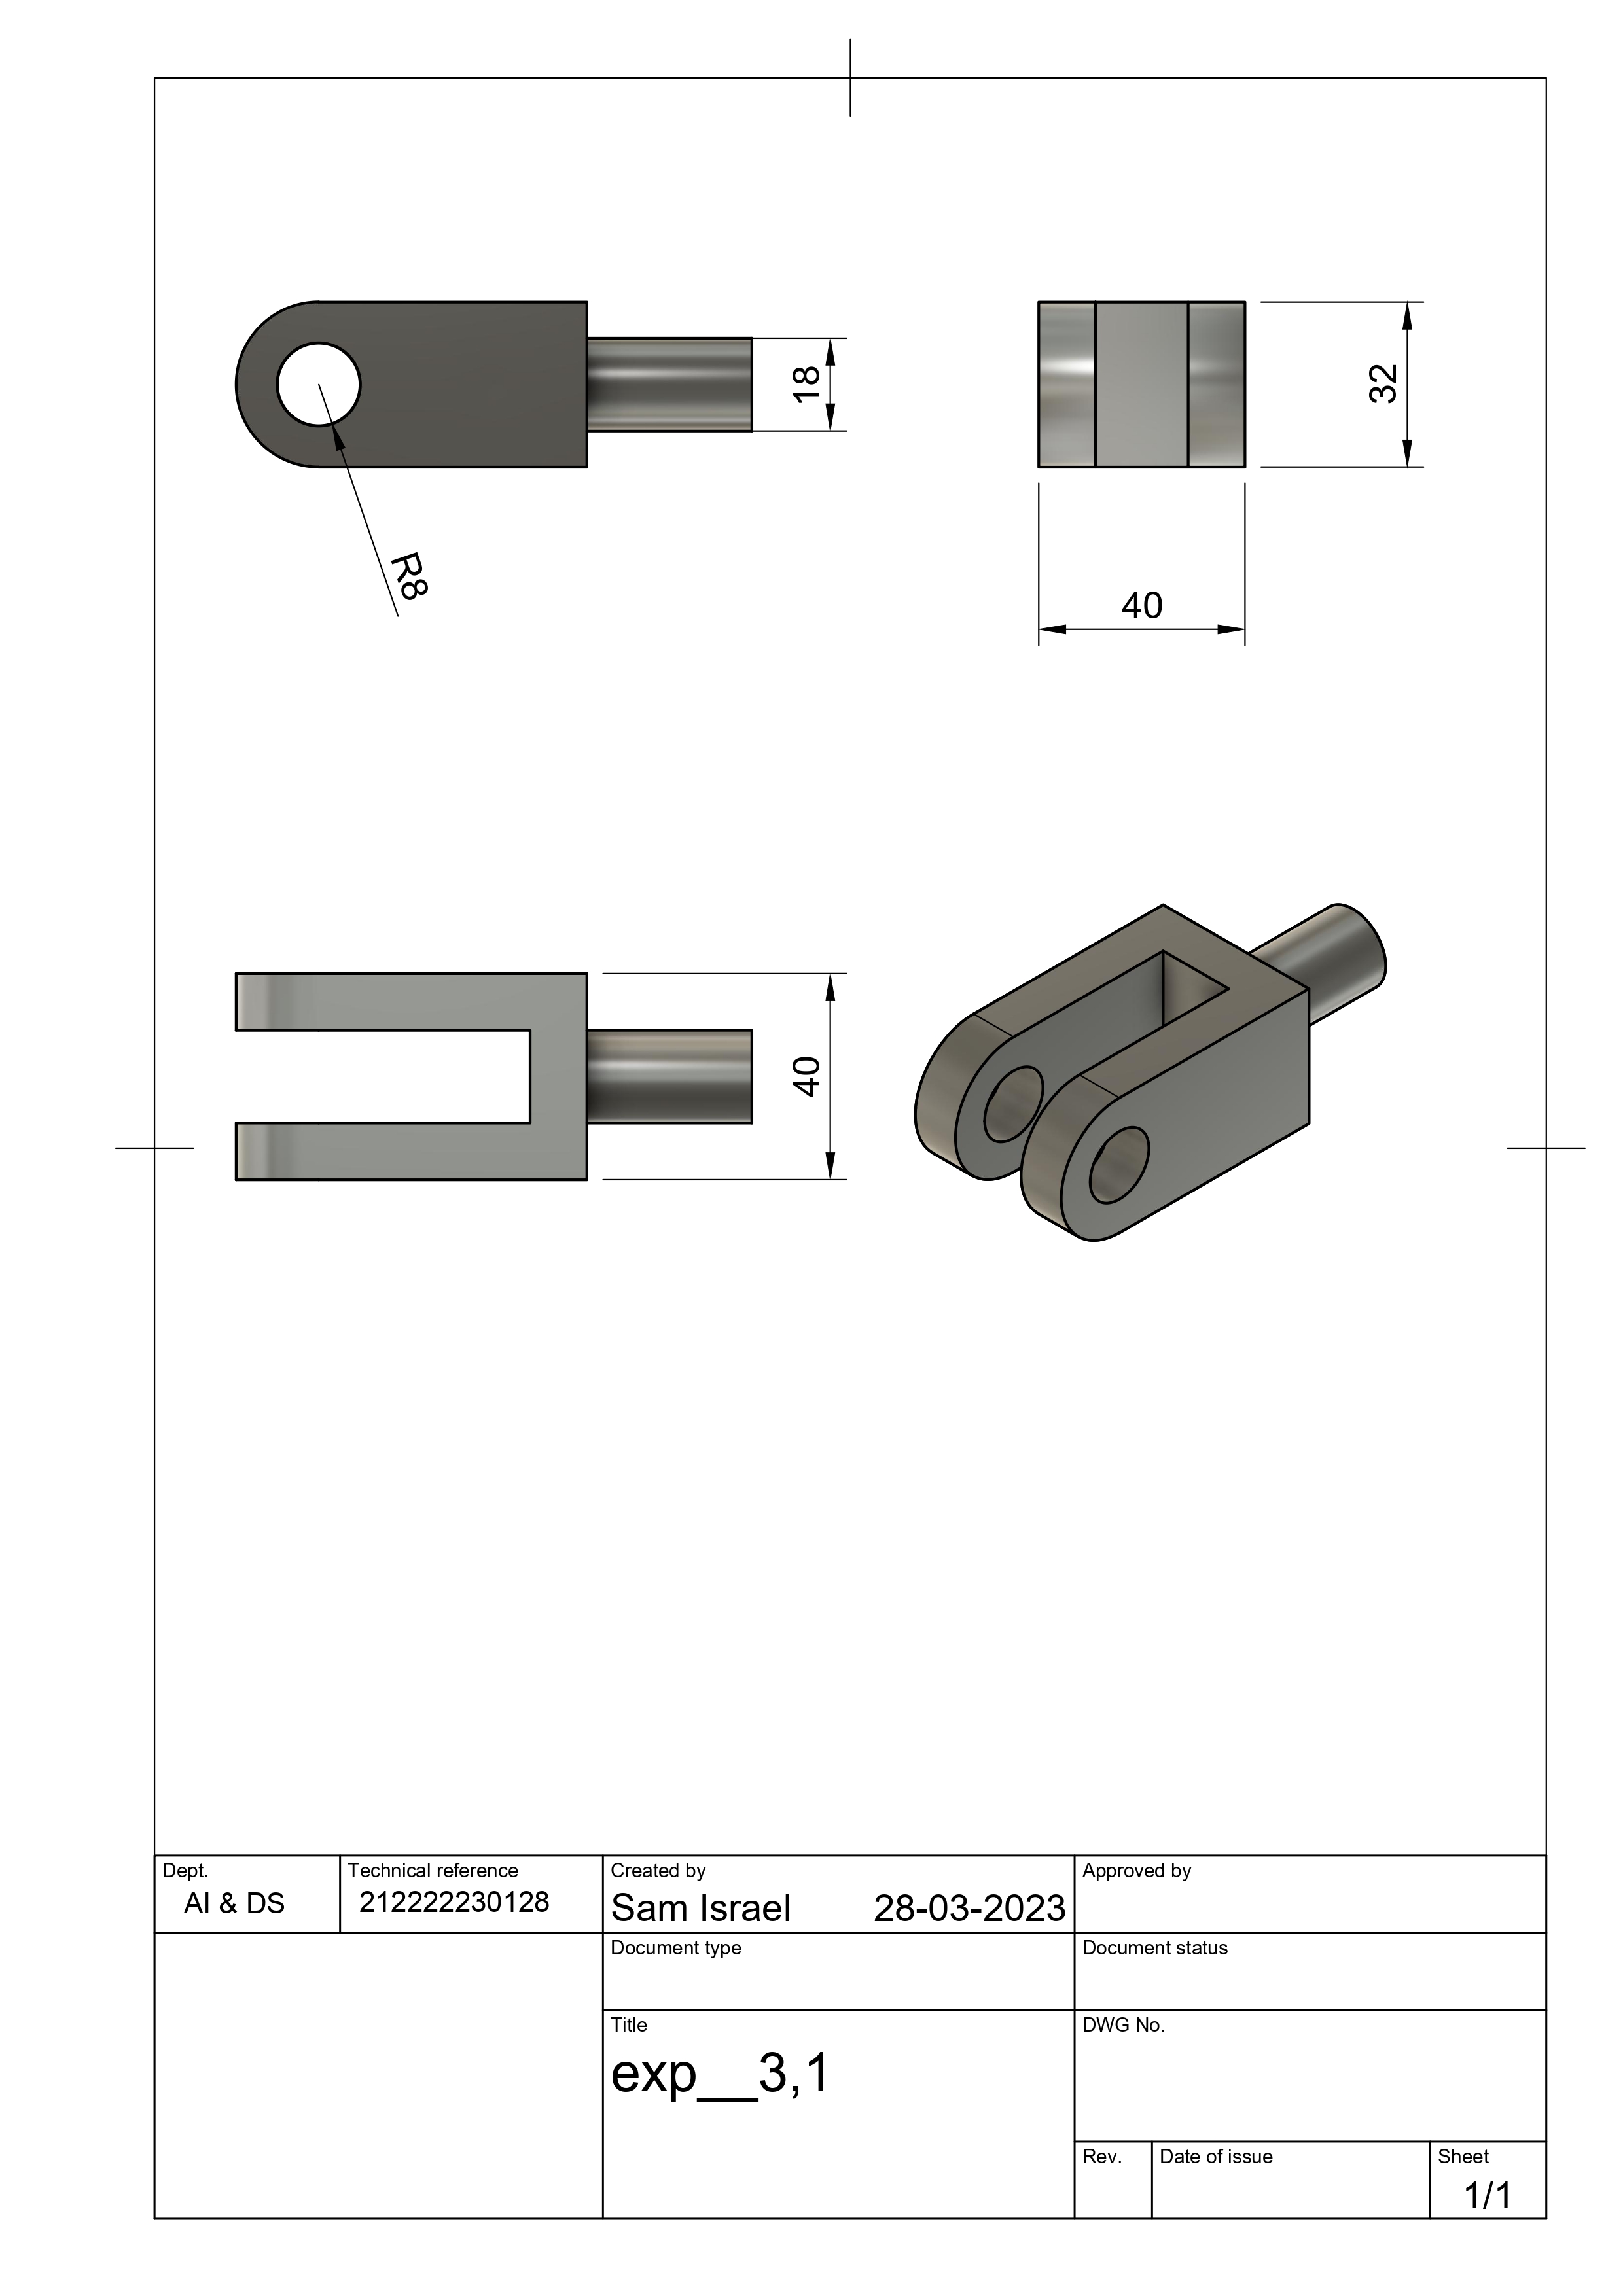 18
32
R8
40
40
Dept.
AI & DS
Technical reference
212222230128
Created by
Sam Israel 28-03-2023
Approved by
Document type
Document status
Title
exp__3,1
DWG No.
Rev.
Date of issue
Sheet
1/1